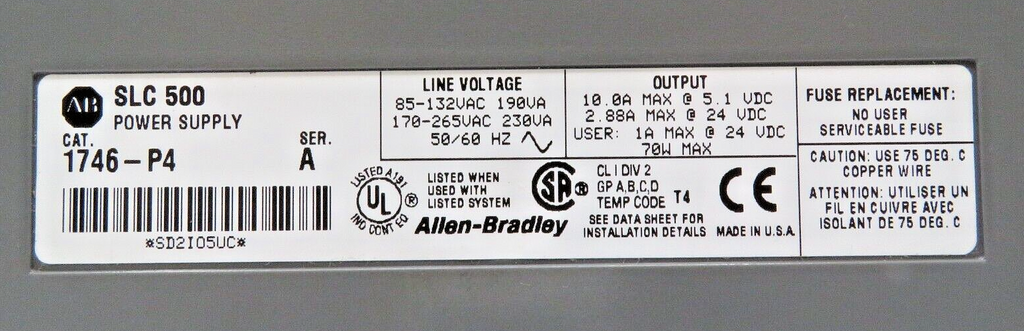 AB SLC 500
POWER SUPPLY
CAT. SER.
1746-P4 A
*SD2I05UC*
LINE VOLTAGE
85-132VAC 190VA
170-265VAC 230VA
50/60 HZ
OUTPUT
10.0A MAX @ 5.1 VDC
2.88A MAX @ 24 VDC
USER: 1A MAX @ 24 VDC
70W MAX
FUSE REPLACEMENT:
NO USER
SERVICEABLE FUSE
LISTED A191
UL ®
IND CONT EQ
LISTED WHEN
USED WITH
LISTED SYSTEM
Allen-Bradley
SA ®
CL I DIV 2
GP A,B,C,D
TEMP CODE T4
SEE DATA SHEET FOR
INSTALLATION DETAILS
CE
MADE IN U.S.A.
CAUTION: USE 75 DEG. C
COPPER WIRE
ATTENTION: UTILISER UN
FIL EN CUIVRE AVEC
ISOLANT DE 75 DEG. C